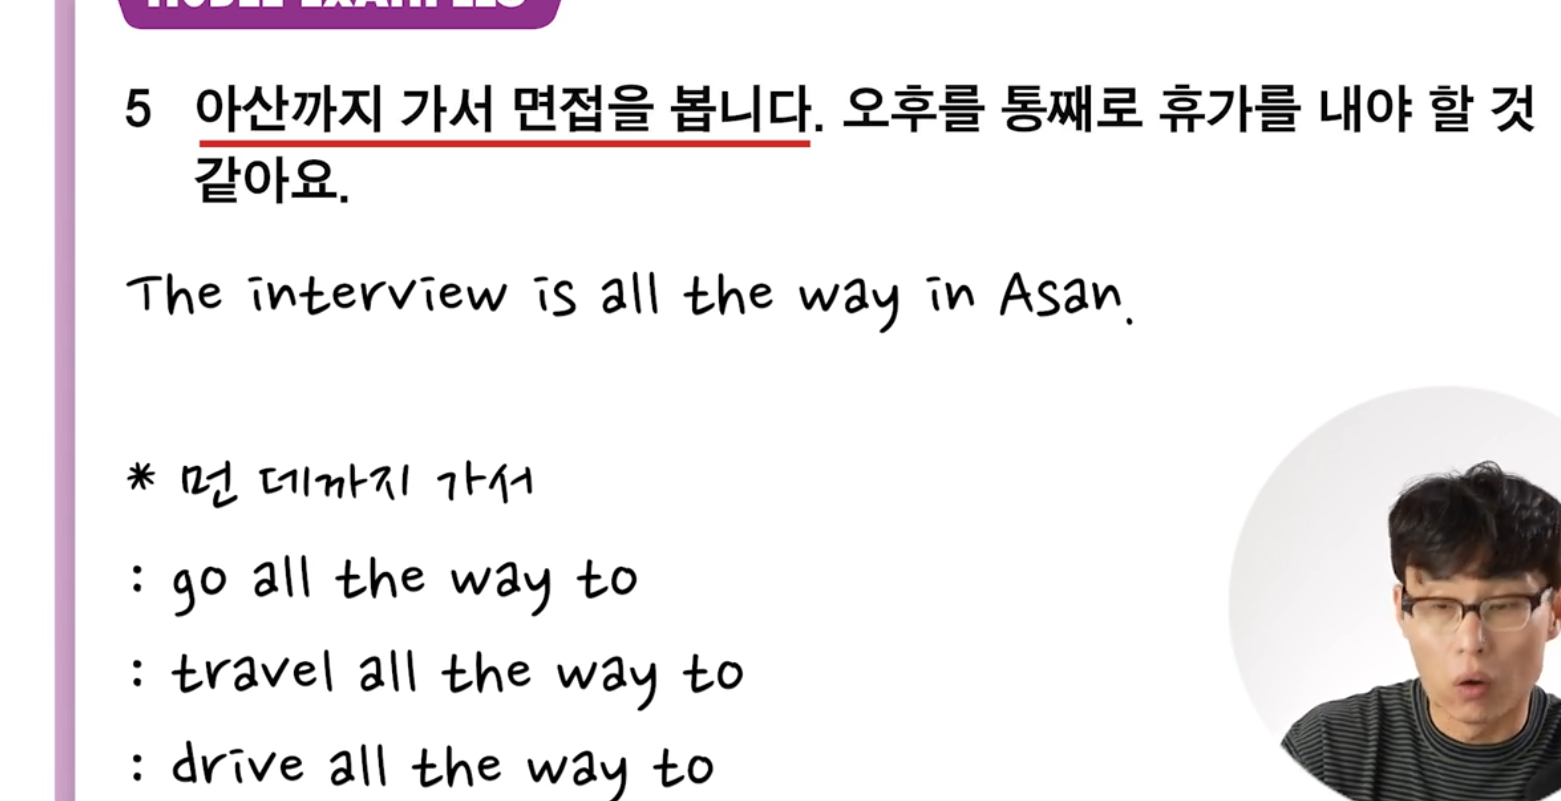 5 아산까지 가서 면접을 봅니다. 오후를 통째로 휴가를 내야 할 것
같아요.
The interview is all the way in Asan.
* 먼 데까지 가서
: go all the way to
: travel all the way to
: drive all the way to